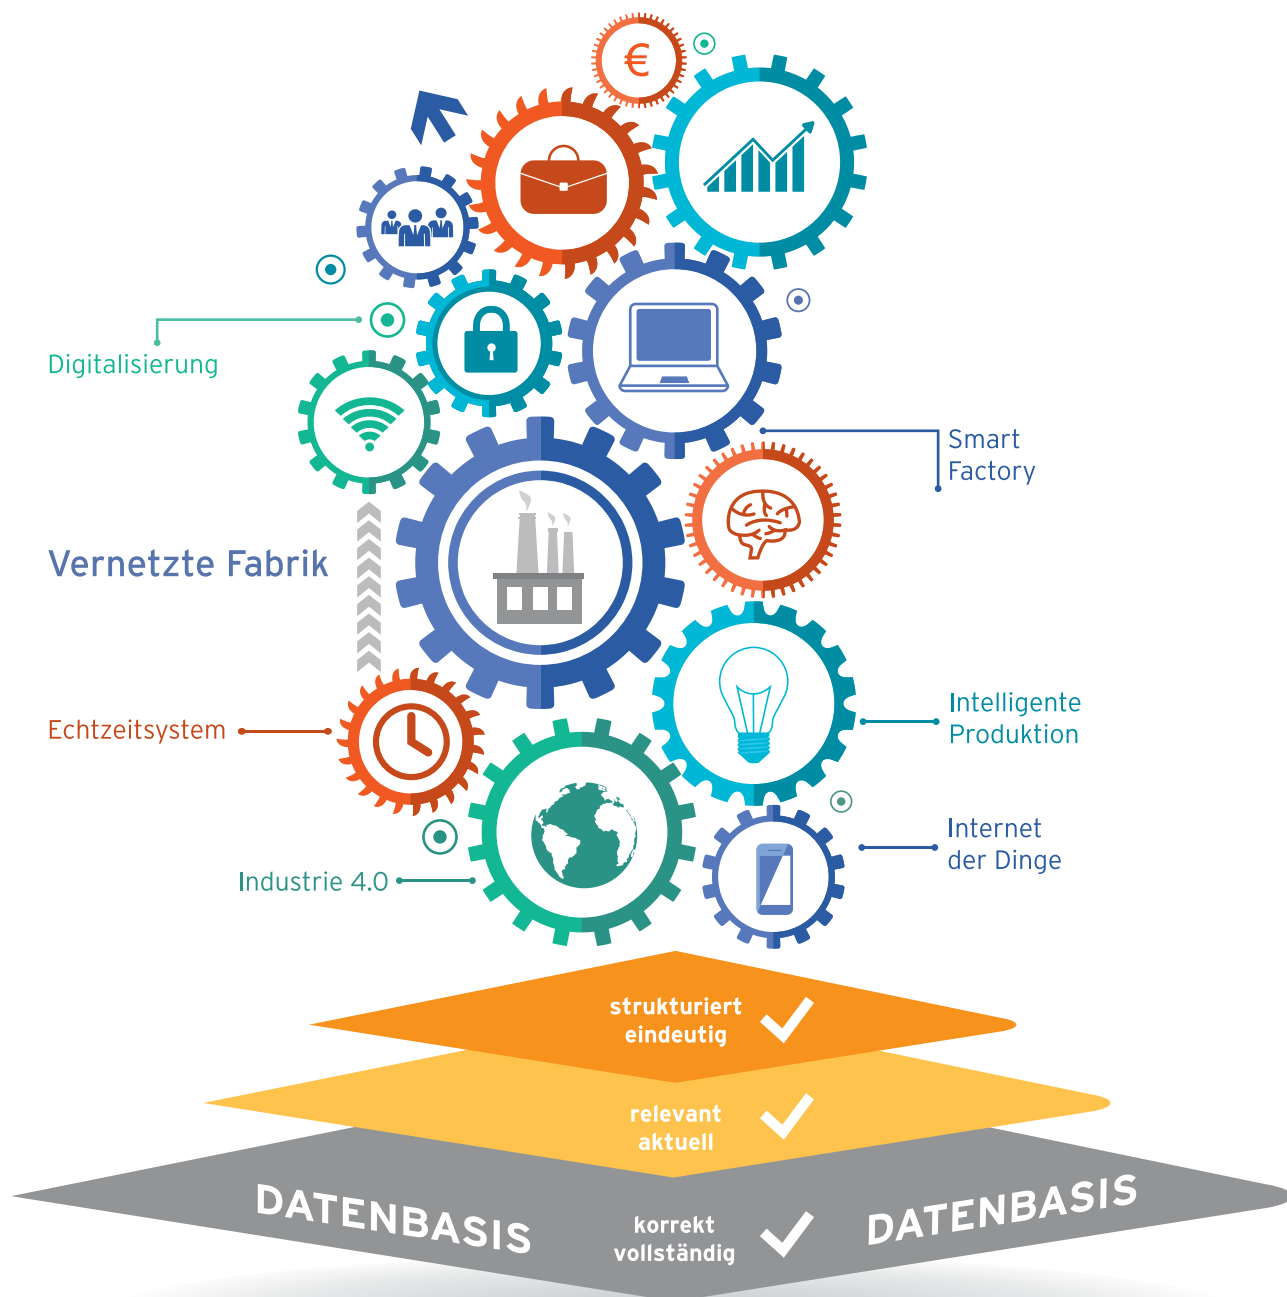 €
Digitalisierung
Smart
Factory
Vernetzte Fabrik
Intelligente
Produktion
Echtzeitsystem
Internet
der Dinge
Industrie 4.0
strukturiert
eindeutig
relevant
aktuell
DATENBASIS
korrekt
vollständig
DATENBASIS